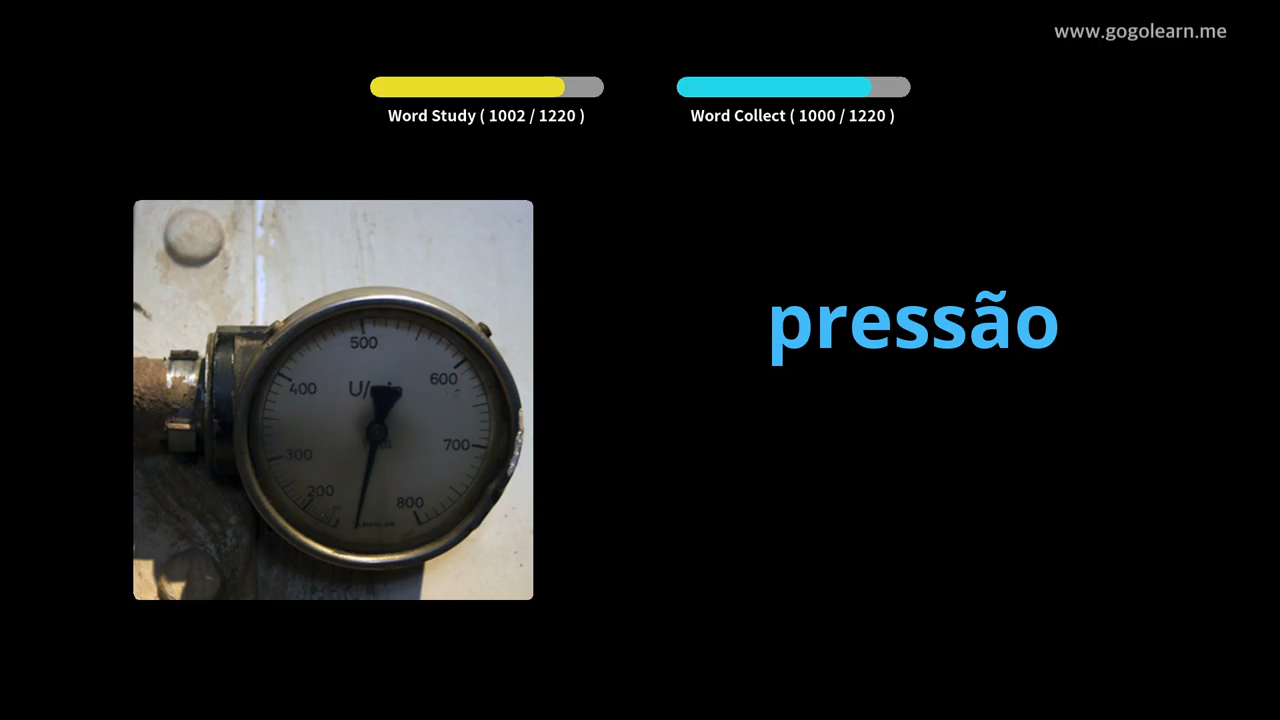 www.gogolearn.me
Word Study ( 1002 / 1220 )
Word Collect ( 1000 / 1220 )
pressão
500
600
400
700
300
200
800